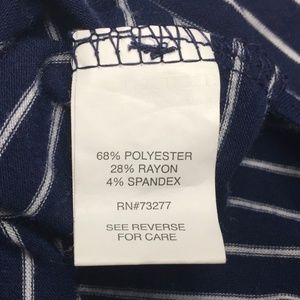 68% POLYESTER
28% RAYON
4% SPANDEX
RN#73277
SEE REVERSE
FOR CARE